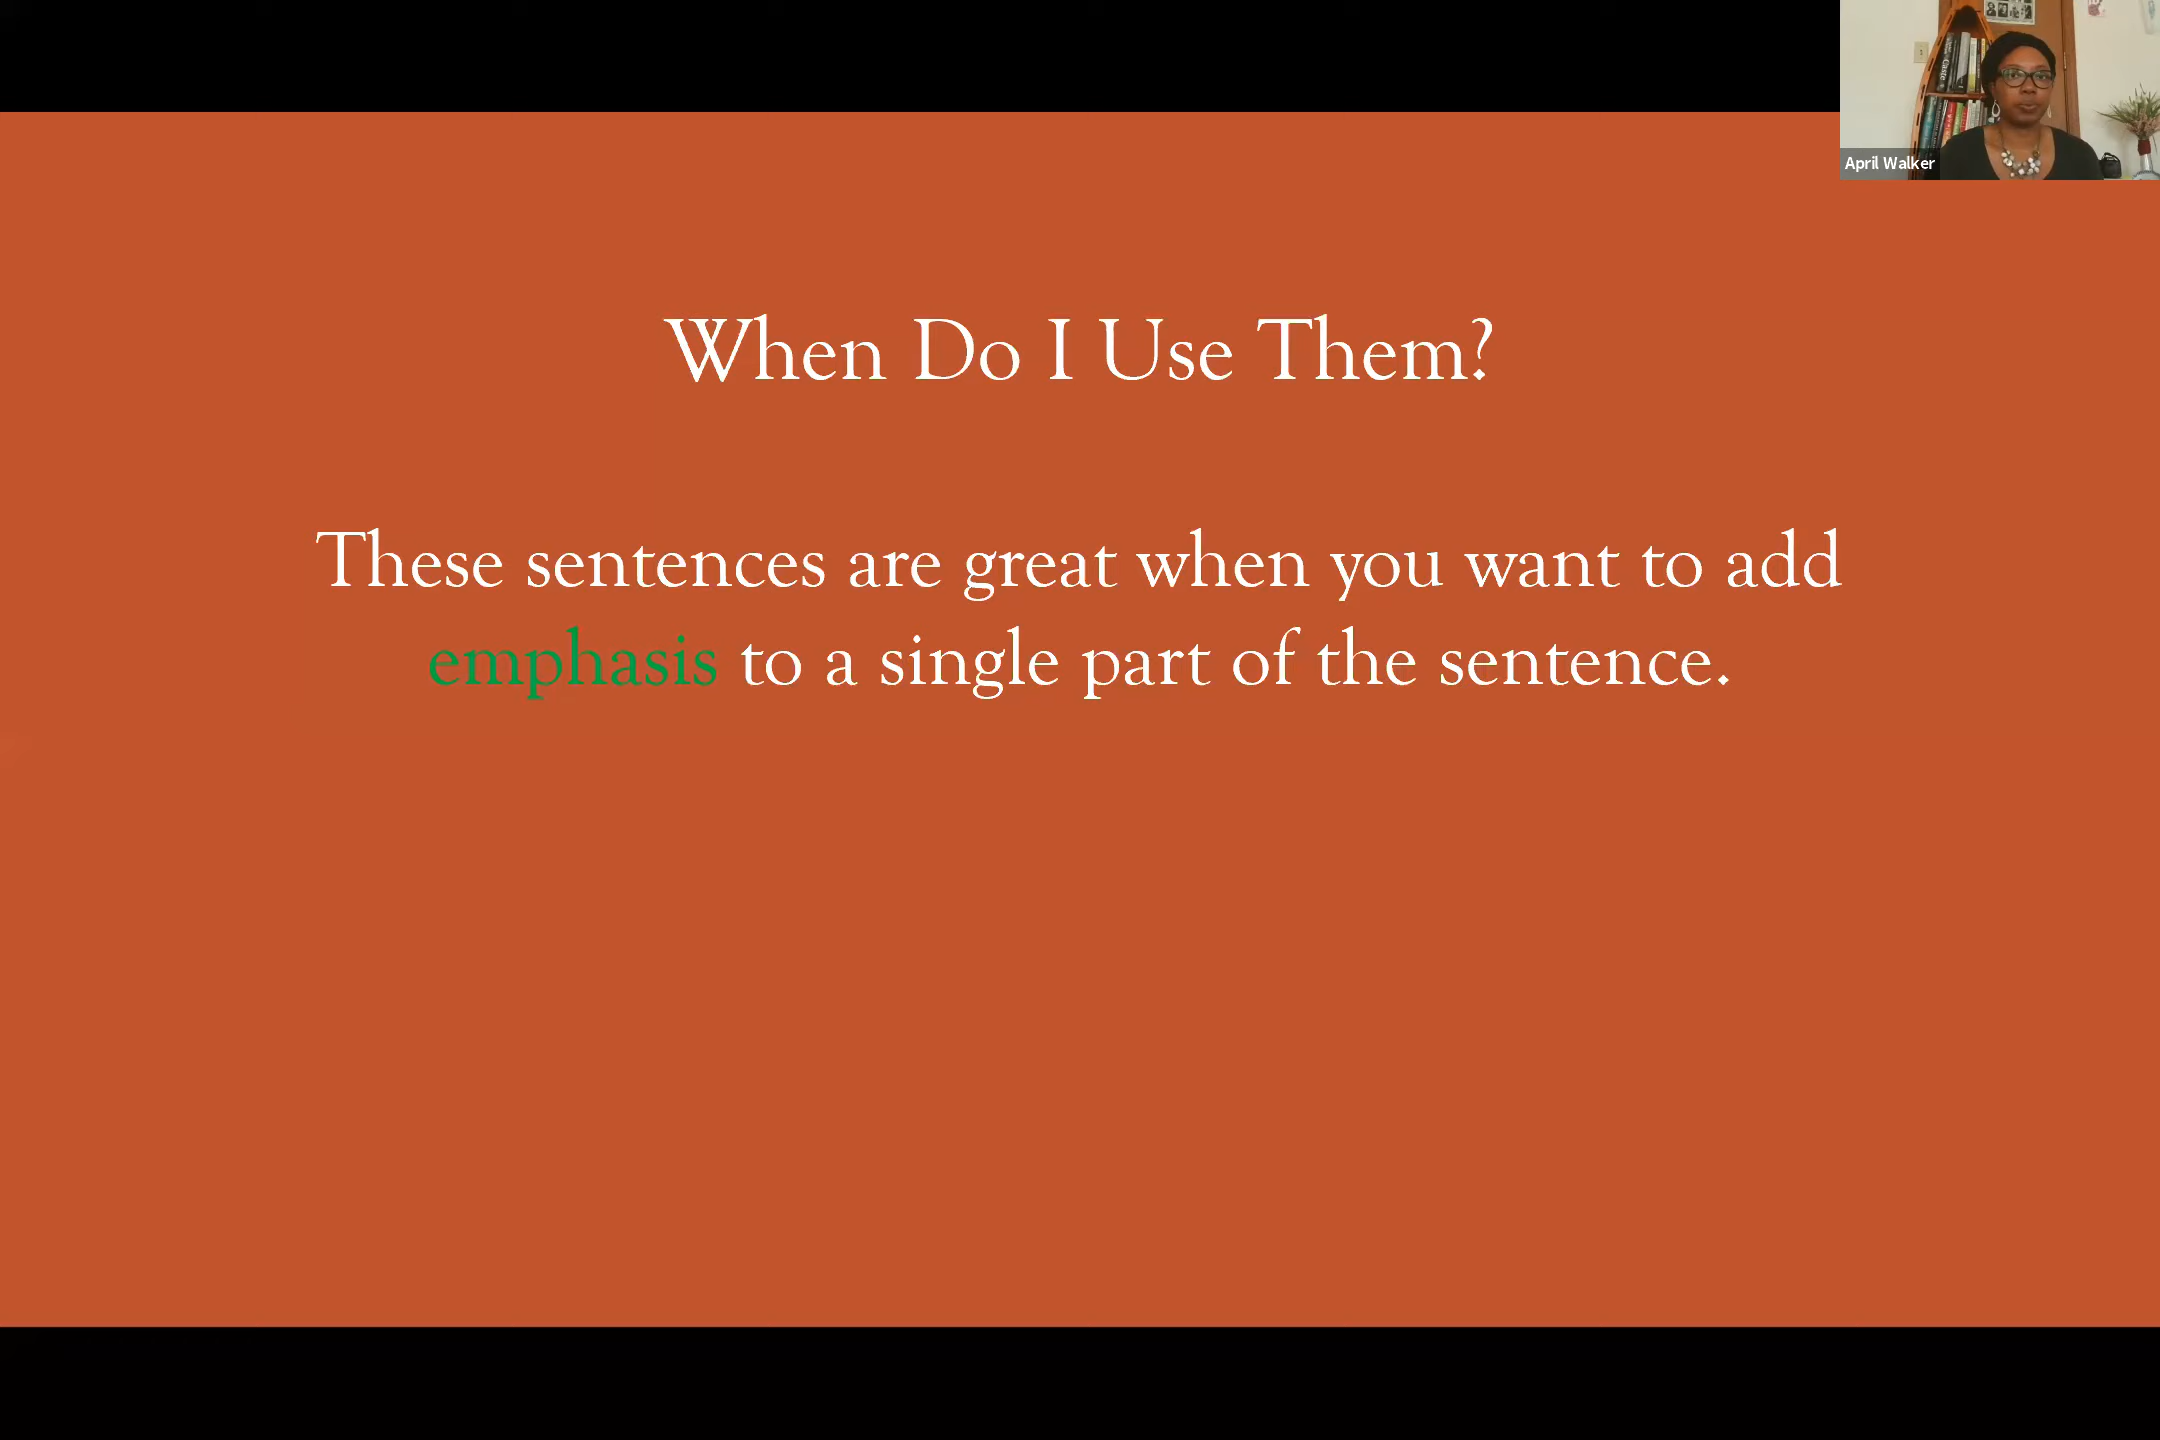 When Do I Use Them?
These sentences are great when you want to add
emphasis to a single part of the sentence.
April Walker
Caste